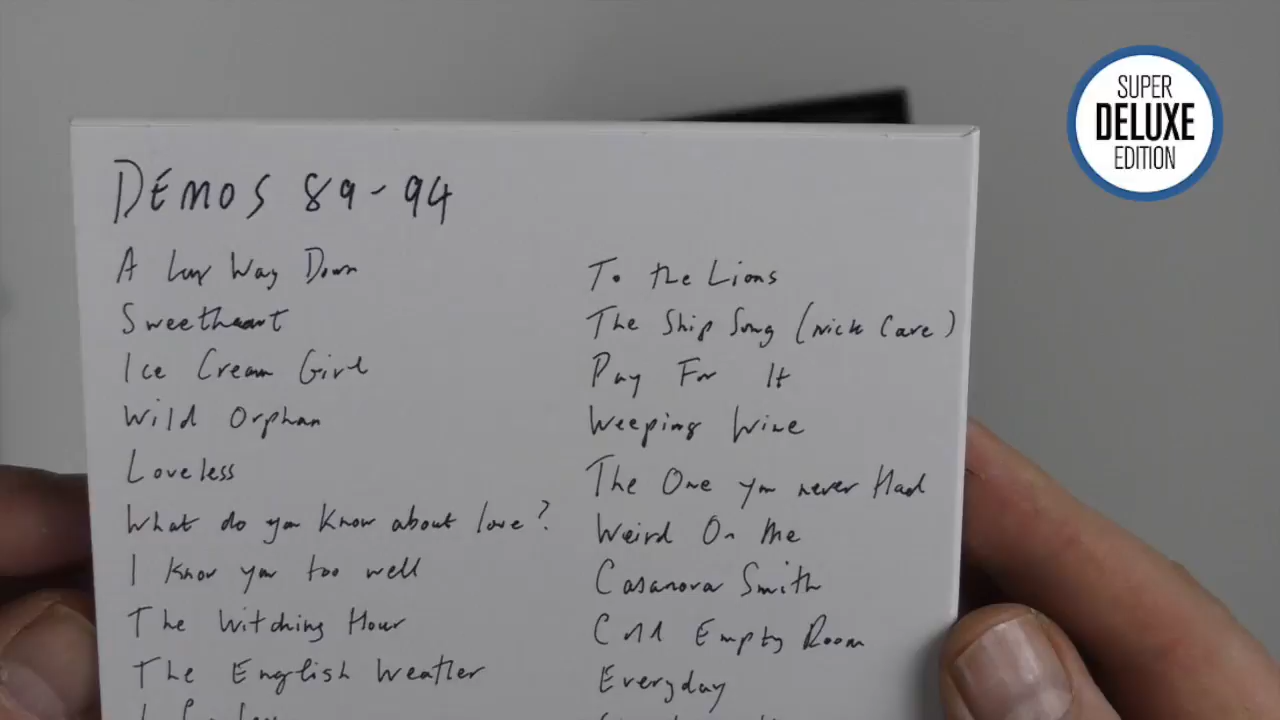 SUPER
DELUXE
EDITION
DEMOS 89-94
A Long Way Down
Sweetheart
Ice Cream Girl
Wild Orphan
Loveless
What do you know about love?
I know you too well
The Witching Hour
The English Weather
To the Lions
The Ship Song (Nick Cave)
Pay For It
Weeping Wine
The One you never Had
Weird On Me
Casanova Smith
Cold Empty Room
Everyday